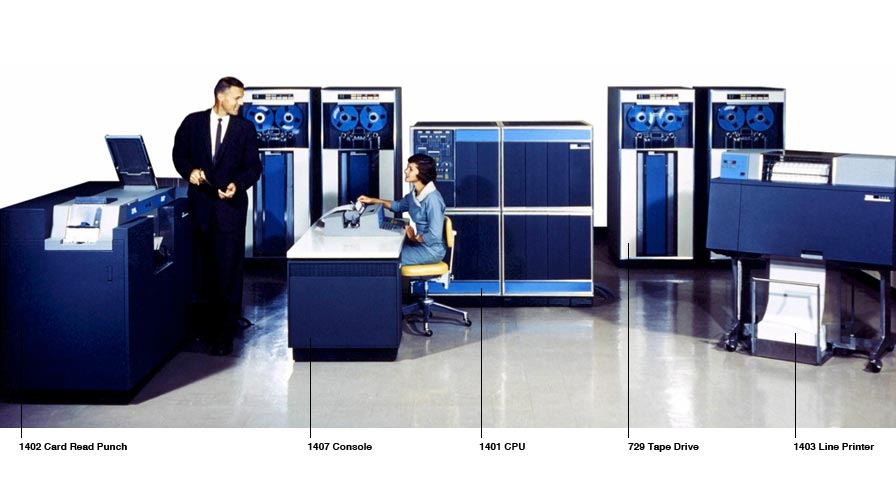 1402 Card Read Punch
1407 Console
1401 CPU
729 Tape Drive
1403 Line Printer